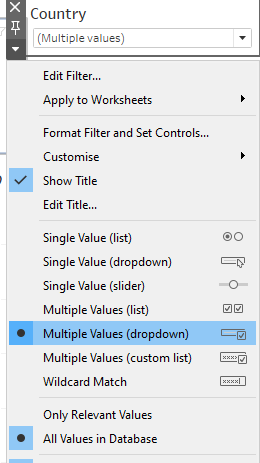 Country
(Multiple values)
Edit Filter...
Apply to Worksheets
Format Filter and Set Controls...
Customise
Show Title
Edit Title...
Single Value (list)
Single Value (dropdown)
Single Value (slider)
Multiple Values (list)
Multiple Values (dropdown)
Multiple Values (custom list)
Wildcard Match
Only Relevant Values
All Values in Database